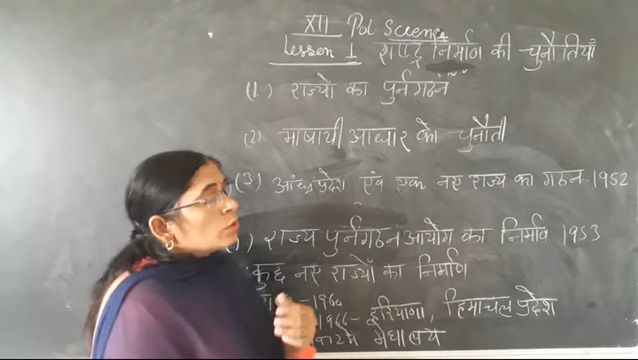 XII Pol. Science
Lesson 1 राष्ट्र निर्माण की चुनौतियाँ
(1.) राज्यो का पुर्नगठन
(2) भाषायी आधार को चुनौती
(3) आंध्रप्रदेश एंव एक नए राज्य का गठन-1952
) राज्य पुर्नगठन आयोग का निर्माण 1953
कुछ नए राज्यों का निर्माण
- 1960
1966- हरियाणा, हिमाचल प्रदेश
मेघालय